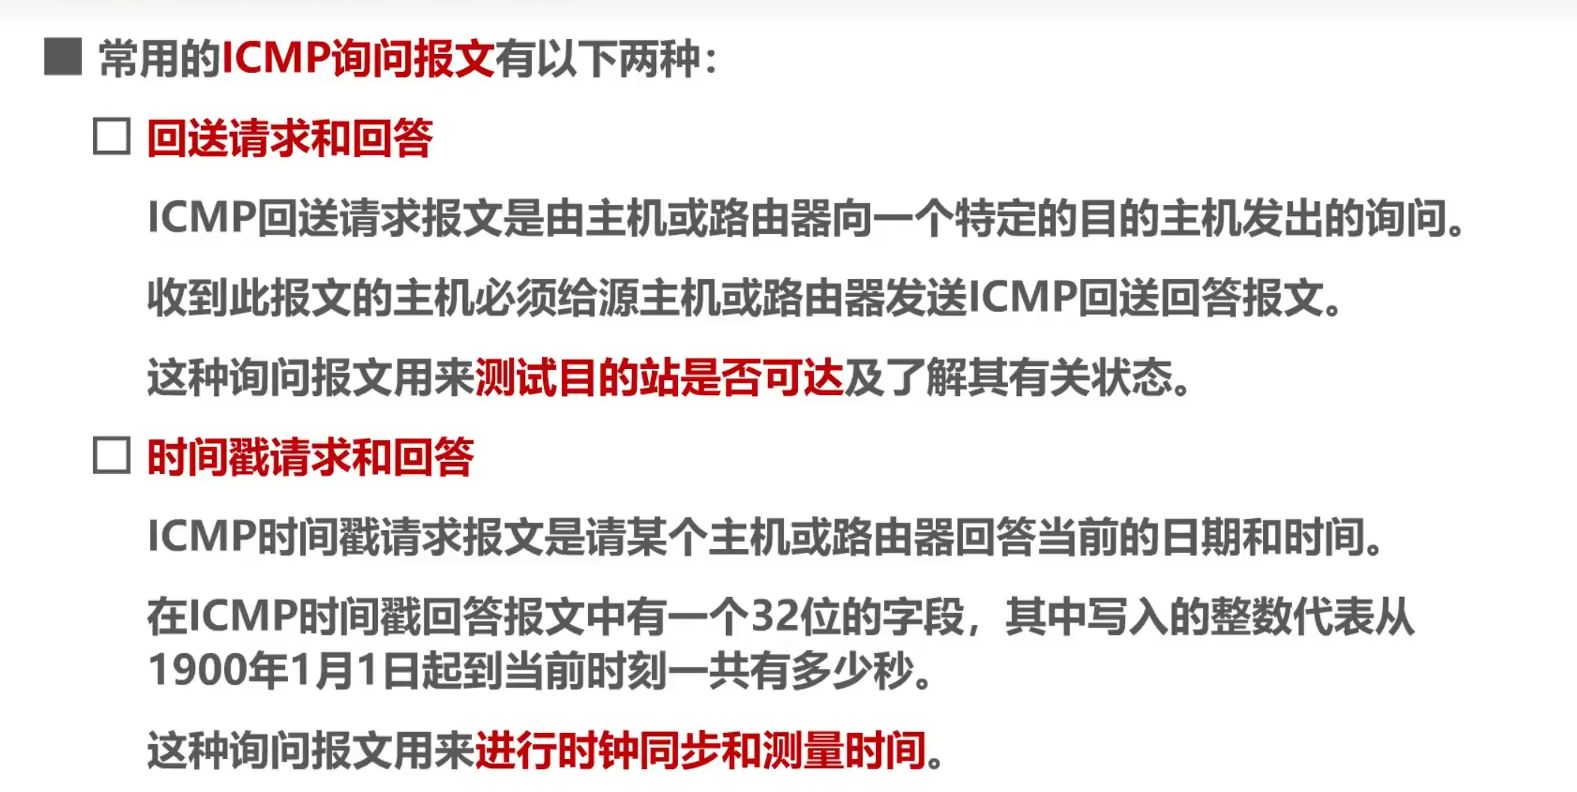 常用的ICMP询问报文有以下两种：
回送请求和回答
ICMP回送请求报文是由主机或路由器向一个特定的目的主机发出的询问。
收到此报文的主机必须给源主机或路由器发送ICMP回送回答报文。
这种询问报文用来测试目的站是否可达及了解其有关状态。
时间戳请求和回答
ICMP时间戳请求报文是请某个主机或路由器回答当前的日期和时间。
在ICMP时间戳回答报文中有一个32位的字段，其中写入的整数代表从
1900年1月1日起到当前时刻一共有多少秒。
这种询问报文用来进行时钟同步和测量时间。